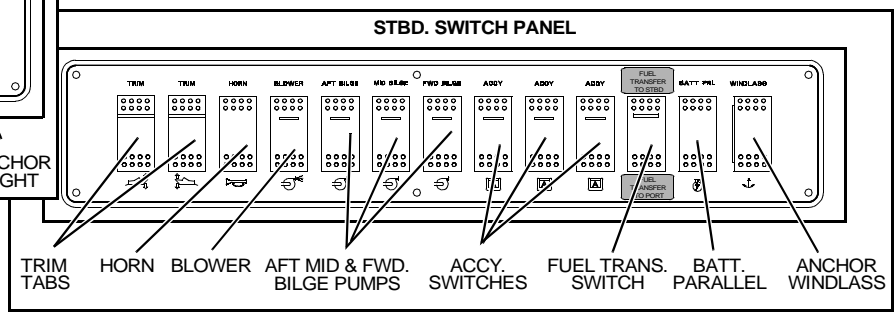 STBD. SWITCH PANEL
TRIM TRIM HORN BLOWER AFT BILGE MID BILGE FWD BILGE ACCY ACCY ACCY FUEL TRANSFER TO STBD BATT PRL WINDLASS
FUEL TRANSFER TO PORT
CHOR
GHT
TRIM TABS
HORN
BLOWER
AFT MID & FWD.
BILGE PUMPS
ACCY.
SWITCHES
FUEL TRANS.
SWITCH
BATT.
PARALLEL
ANCHOR
WINDLASS